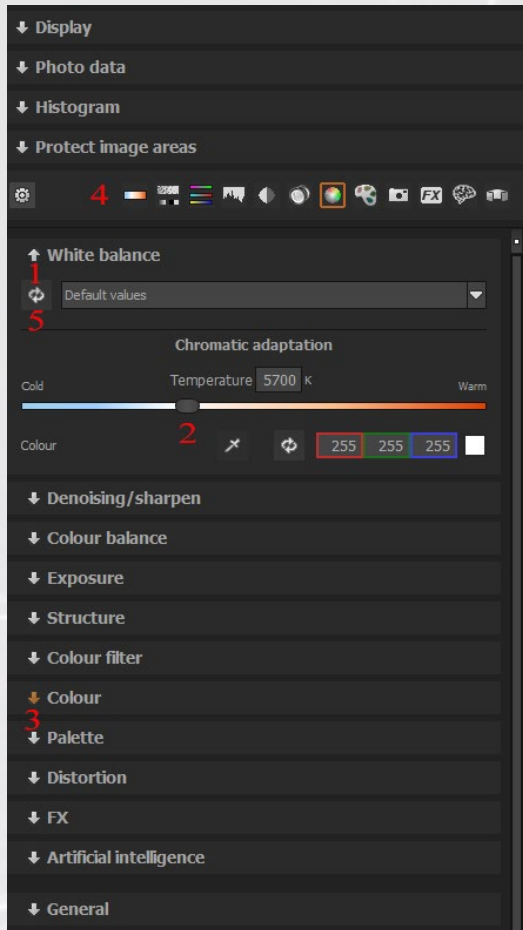 Display
Photo data
Histogram
Protect image areas
4 FX
White balance
1
Default values
5
Chromatic adaptation
Cold Temperature 5700 K Warm
2
Colour 255 255 255
Denoising/sharpen
Colour balance
Exposure
Structure
Colour filter
Colour
3
Palette
Distortion
FX
Artificial intelligence
General